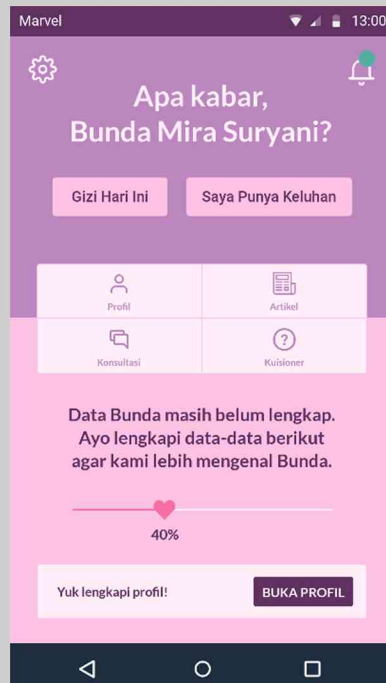 Marvel 13:00
Apa kabar,
Bunda Mira Suryani?
Gizi Hari Ini Saya Punya Keluhan
Profil Artikel
Konsultasi Kuisioner
Data Bunda masih belum lengkap.
Ayo lengkapi data-data berikut
agar kami lebih mengenal Bunda.
40%
Yuk lengkapi profil! BUKA PROFIL